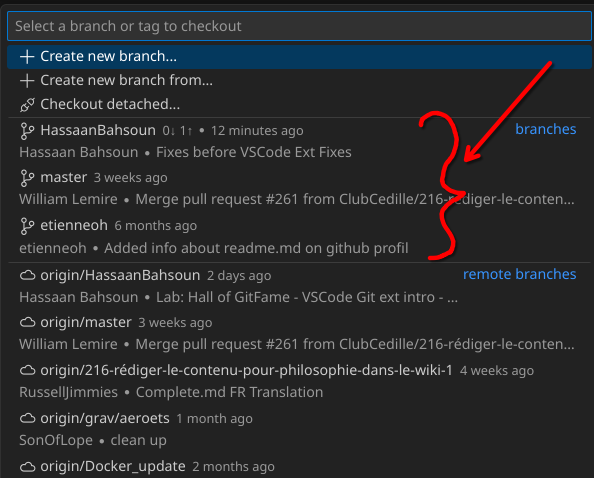 Select a branch or tag to checkout
Create new branch...
Create new branch from...
Checkout detached...
HassaanBahsoun 0↓ 1↑ • 12 minutes ago branches
Hassaan Bahsoun • Fixes before VSCode Ext Fixes
master 3 weeks ago
William Lemire • Merge pull request #261 from ClubCedille/216-rédiger-le-conten...
etienneoh 6 months ago
etienneoh • Added info about readme.md on github profil
origin/HassaanBahsoun 2 days ago remote branches
Hassaan Bahsoun • Lab: Hall of GitFame - VSCode Git ext intro - ...
origin/master 3 weeks ago
William Lemire • Merge pull request #261 from ClubCedille/216-rédiger-le-conten...
origin/216-rédiger-le-contenu-pour-philosophie-dans-le-wiki-1 4 weeks ago
RussellJimmies • Complete.md FR Translation
origin/grav/aeroets 1 month ago
SonOfLope • clean up
origin/Docker_update 2 months ago